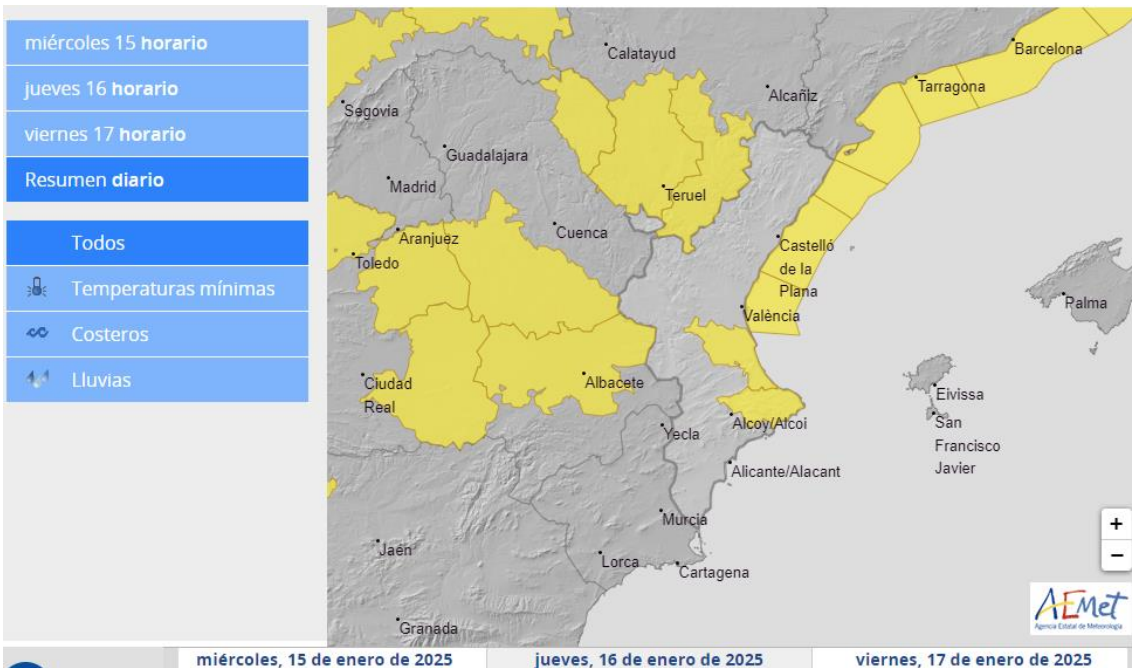 miércoles 15 horario
jueves 16 horario
viernes 17 horario
Resumen diario
Todos
Temperaturas mínimas
Costeros
Lluvias
Barcelona
Calatayud
Tarragona
Alcañiz
Segovia
Guadalajara
Madrid
Teruel
Cuenca
Aranjuez
Castelló
de la
Plana
Toledo
València
Palma
Ciudad
Real
Albacete
Eivissa
San
Francisco
Javier
Alcoy/Alcoi
Yecla
Alicante/Alacant
Murcia
+
−
Jaén
Lorca
Cartagena
AEMet
Agencia Estatal de Meteorología
Granada
miércoles, 15 de enero de 2025
jueves, 16 de enero de 2025
viernes, 17 de enero de 2025